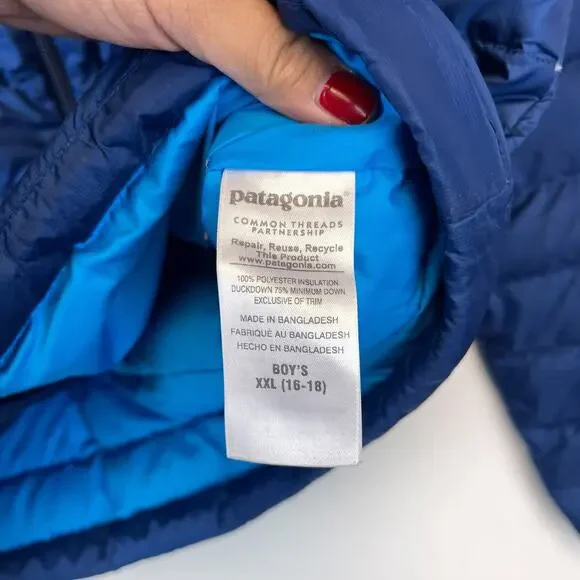 patagonia®
COMMON THREADS
PARTNERSHIP
Repair, Reuse, Recycle
This Product
www.patagonia.com
100% POLYESTER INSULATION
DUCKDOWN 75% MINIMUM DOWN
EXCLUSIVE OF TRIM
MADE IN BANGLADESH
FABRIQUÉ AU BANGLADESH
HECHO EN BANGLADESH
BOY'S
XXL (16-18)